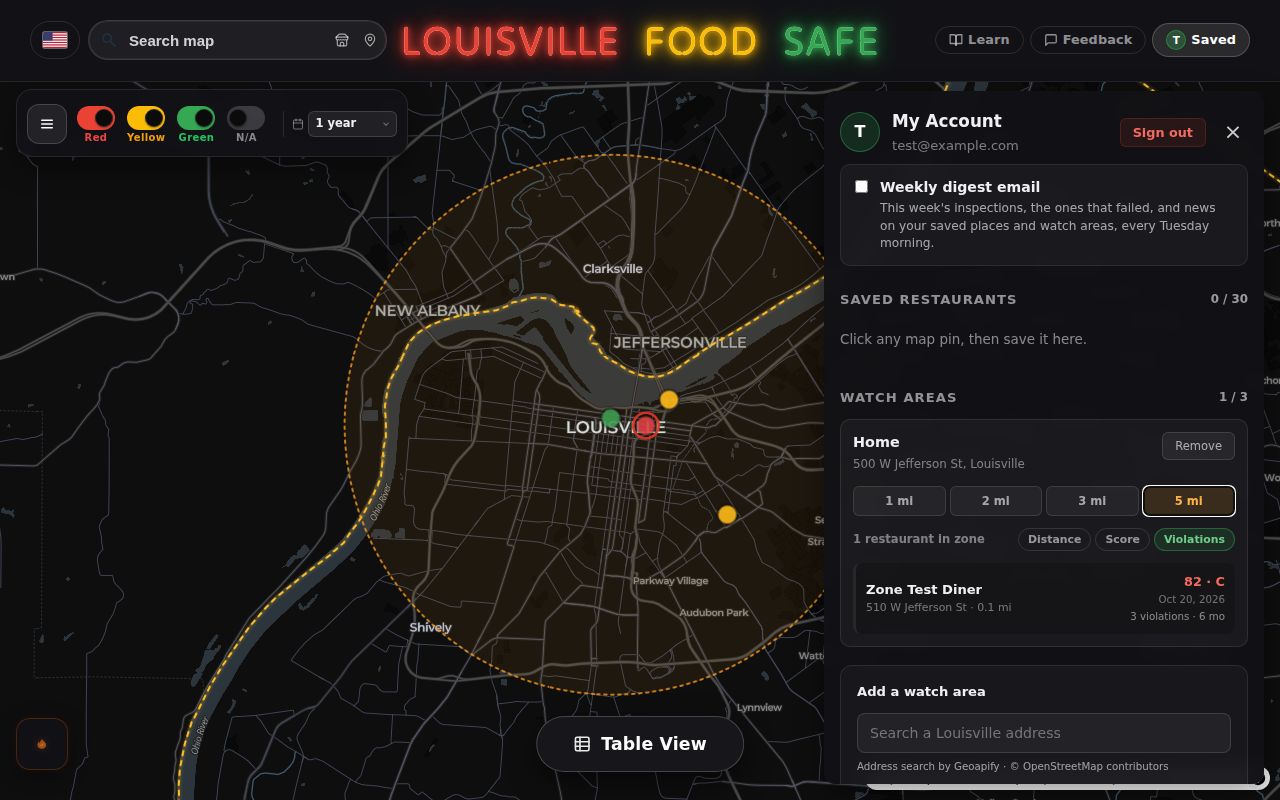 Search map
LOUISVILLE FOOD SAFE
Learn
Feedback
T Saved
Red
Yellow
Green
N/A
1 year
T
My Account
test@example.com
Sign out
Weekly digest email
This week's inspections, the ones that failed, and news
on your saved places and watch areas, every Tuesday
morning.
SAVED RESTAURANTS
0 / 30
Click any map pin, then save it here.
WATCH AREAS
1 / 3
Home
500 W Jefferson St, Louisville
Remove
1 mi
2 mi
3 mi
5 mi
1 restaurant in zone
Distance
Score
Violations
Zone Test Diner
510 W Jefferson St · 0.1 mi
82 · C
Oct 20, 2026
3 violations · 6 mo
Add a watch area
Search a Louisville address
Address search by Geoapify · © OpenStreetMap contributors
Clarksville
NEW ALBANY
JEFFERSONVILLE
LOUISVILLE
Ohio River
Parkway Village
Audubon Park
Shively
Lynnview
Ohio River
Table View